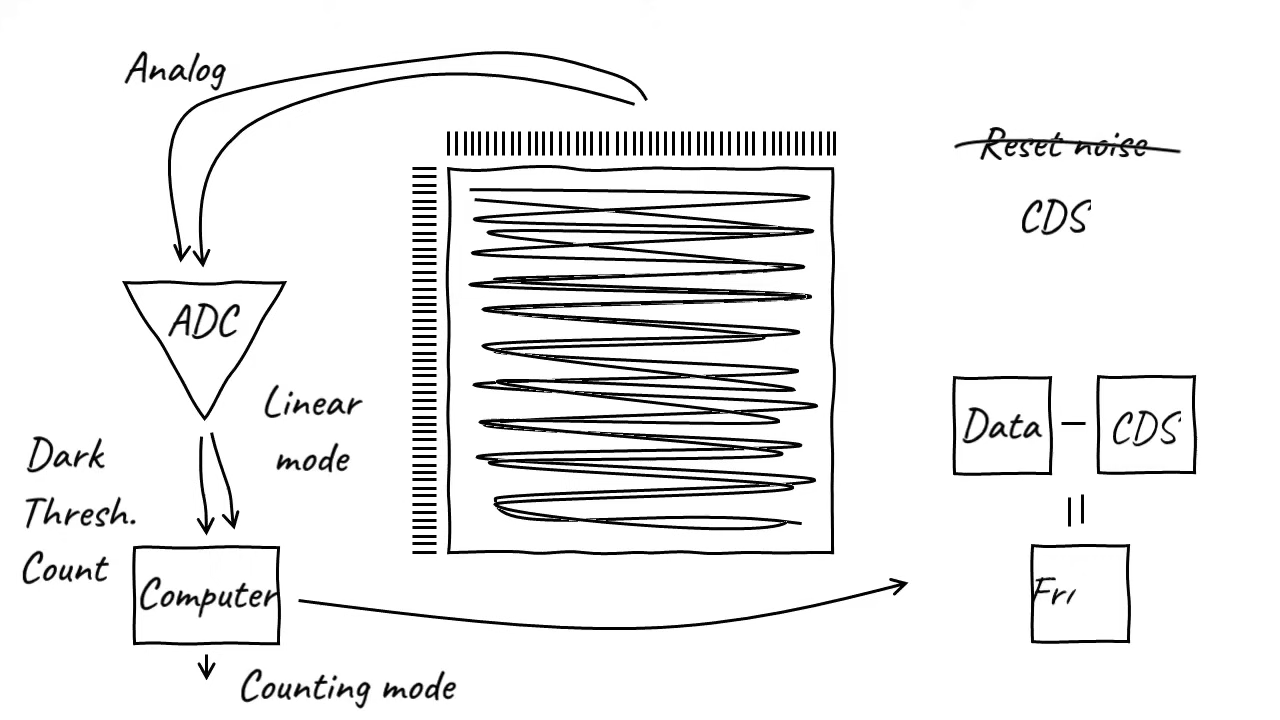 Analog
Reset noise
CDS
ADC
Linear
mode
Data - CDS
Dark
Thresh.
Count
Computer
Counting mode